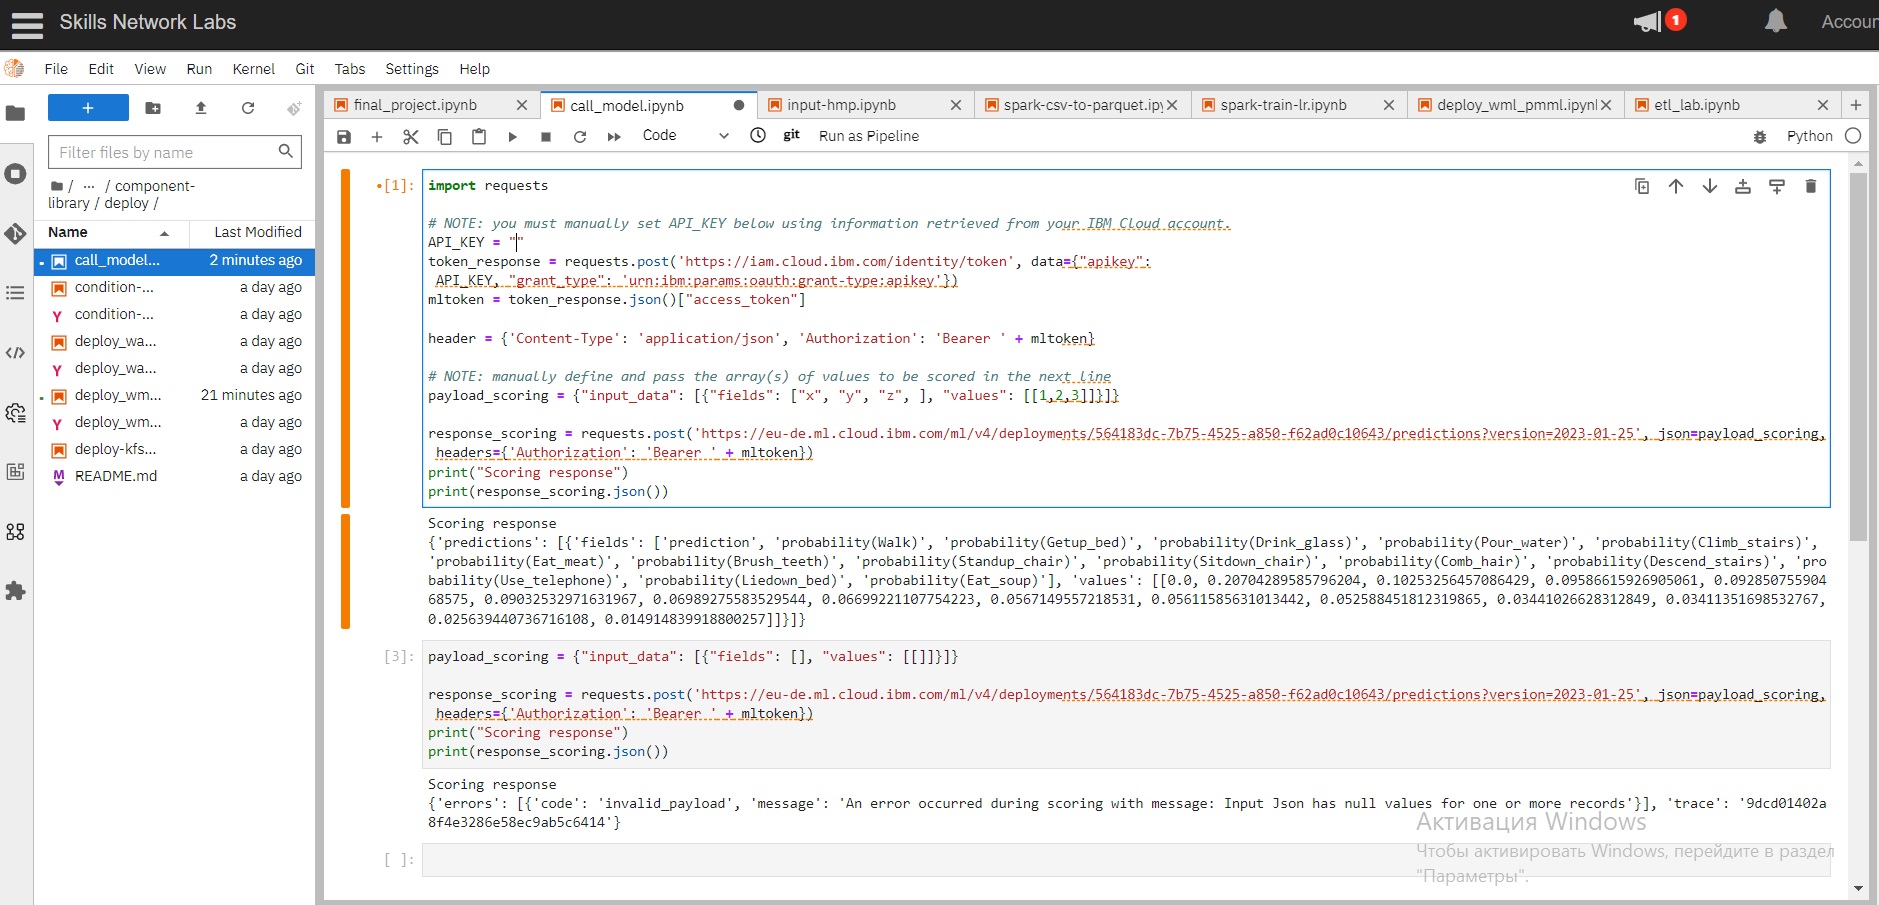 Skills Network Labs
1
Accoun
File Edit View Run Kernel Git Tabs Settings Help
final_project.ipynb
call_model.ipynb
input-hmp.ipynb
spark-csv-to-parquet.ipy
spark-train-lr.ipynb
deploy_wml_pmml.ipynl
etl_lab.ipynb
Code
git
Run as Pipeline
Python
Filter files by name
/ ··· / component-
library / deploy /
Name Last Modified
call_model... 2 minutes ago
condition-... a day ago
condition-... a day ago
deploy_wa... a day ago
deploy_wa... a day ago
deploy_wm... 21 minutes ago
deploy_wm... a day ago
deploy-kfs... a day ago
README.md a day ago
[1]:
import requests
# NOTE: you must manually set API_KEY below using information retrieved from your IBM Cloud account.
API_KEY = ""
token_response = requests.post('https://iam.cloud.ibm.com/identity/token', data={"apikey":
API_KEY, "grant_type": 'urn:ibm:params:oauth:grant-type:apikey'})
mltoken = token_response.json()["access_token"]
header = {'Content-Type': 'application/json', 'Authorization': 'Bearer ' + mltoken}
# NOTE: manually define and pass the array(s) of values to be scored in the next line
payload_scoring = {"input_data": [{"fields": ["x", "y", "z", ], "values": [[1,2,3]]}]}
response_scoring = requests.post('https://eu-de.ml.cloud.ibm.com/ml/v4/deployments/564183dc-7b75-4525-a850-f62ad0c10643/predictions?version=2023-01-25', json=payload_scoring,
headers={'Authorization': 'Bearer ' + mltoken})
print("Scoring response")
print(response_scoring.json())
Scoring response
{'predictions': [{'fields': ['prediction', 'probability(Walk)', 'probability(Getup_bed)', 'probability(Drink_glass)', 'probability(Pour_water)', 'probability(Climb_stairs)',
'probability(Eat_meat)', 'probability(Brush_teeth)', 'probability(Standup_chair)', 'probability(Sitdown_chair)', 'probability(Comb_hair)', 'probability(Descend_stairs)', 'pro
bability(Use_telephone)', 'probability(Liedown_bed)', 'probability(Eat_soup)'], 'values': [[0.0, 0.20704289585796204, 0.10253256457086429, 0.09586615926905061, 0.092850755904
68575, 0.09032532971631967, 0.06989275583529544, 0.06699221107754223, 0.0567149557218531, 0.05611585631013442, 0.052588451812319865, 0.03441026628312849, 0.03411351698532767,
0.025639440736716108, 0.014914839918800257]]}]}
[3]:
payload_scoring = {"input_data": [{"fields": [], "values": [[]]}]}
response_scoring = requests.post('https://eu-de.ml.cloud.ibm.com/ml/v4/deployments/564183dc-7b75-4525-a850-f62ad0c10643/predictions?version=2023-01-25', json=payload_scoring,
headers={'Authorization': 'Bearer ' + mltoken})
print("Scoring response")
print(response_scoring.json())
Scoring response
{'errors': [{'code': 'invalid_payload', 'message': 'An error occurred during scoring with message: Input Json has null values for one or more records'}], 'trace': '9dcd01402a
8f4e3286e58ec9ab5c6414'}
[ ]:
Активация Windows
Чтобы активировать Windows, перейдите в раздел
"Параметры".